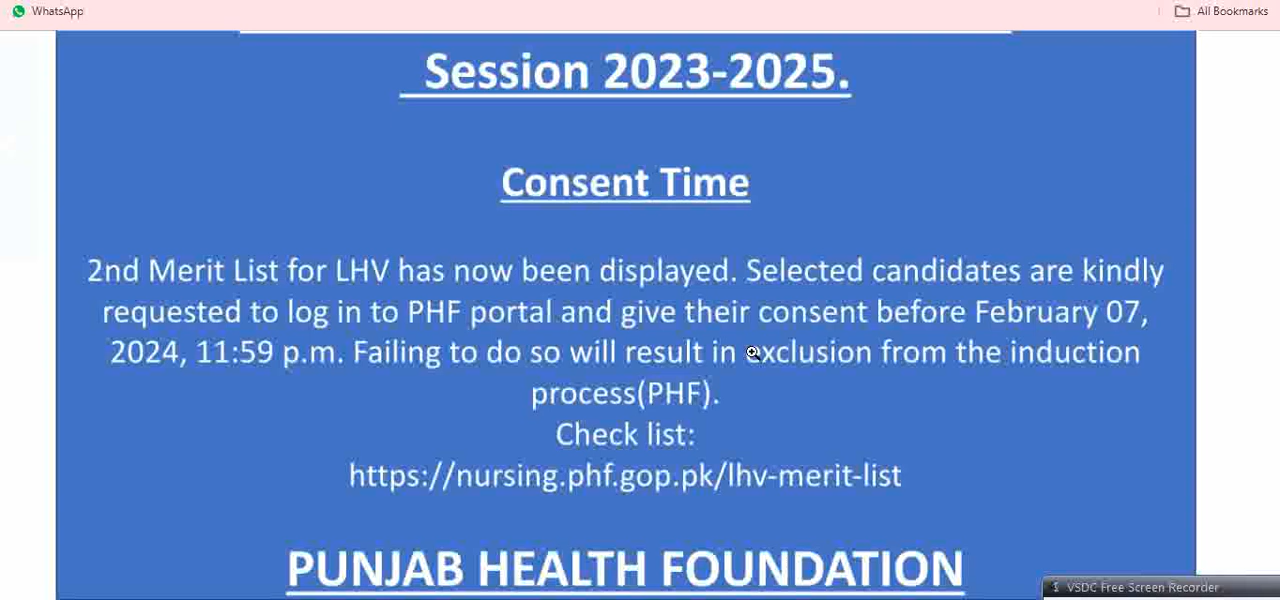 WhatsApp
All Bookmarks
Session 2023-2025.
Consent Time
2nd Merit List for LHV has now been displayed. Selected candidates are kindly
requested to log in to PHF portal and give their consent before February 07,
2024, 11:59 p.m. Failing to do so will result in exclusion from the induction
process(PHF).
Check list:
https://nursing.phf.gop.pk/lhv-merit-list
PUNJAB HEALTH FOUNDATION
VSDC Free Screen Recorder